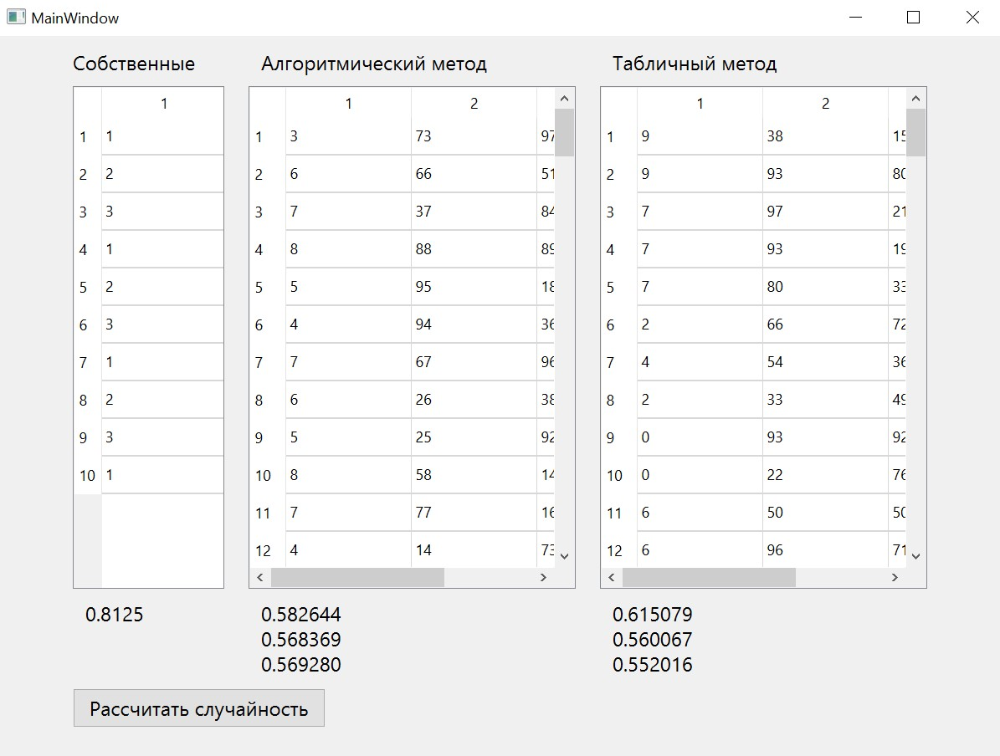 MainWindow
Собственные Алгоритмический метод Табличный метод
1 1 2 1 2
1 1 1 3 73 97 1 9 38 15
2 2 2 6 66 51 2 9 93 80
3 3 3 7 37 84 3 7 97 21
4 1 4 8 88 89 4 7 93 19
5 2 5 5 95 18 5 7 80 33
6 3 6 4 94 36 6 2 66 72
7 1 7 7 67 96 7 4 54 36
8 2 8 6 26 38 8 2 33 49
9 3 9 5 25 92 9 0 93 92
10 1 10 8 58 14 10 0 22 76
11 7 77 16 11 6 50 50
12 4 14 73 12 6 96 71
0.8125 0.582644 0.615079
0.568369 0.560067
0.569280 0.552016
Рассчитать случайность